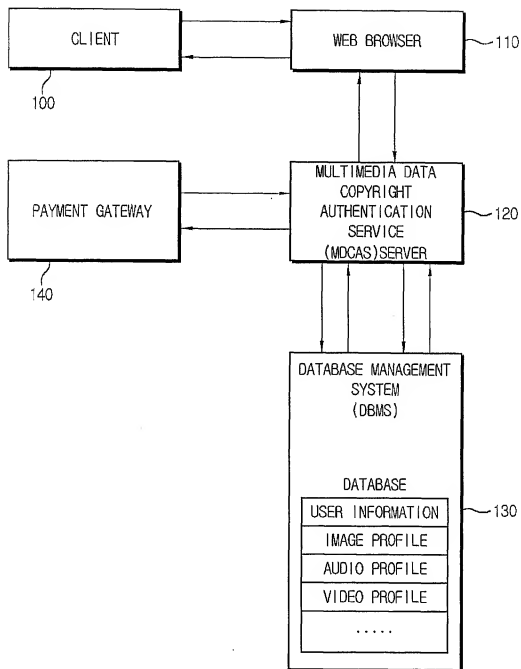 CLIENT
100
WEB BROWSER
110
PAYMENT GATEWAY
140
MULTIMEDIA DATA
COPYRIGHT
AUTHENTICATION
SERVICE
(MDCAS)SERVER
120
DATABASE MANAGEMENT
SYSTEM
(DBMS)
DATABASE
USER INFORMATION
IMAGE PROFILE
AUDIO PROFILE
VIDEO PROFILE
.....
130